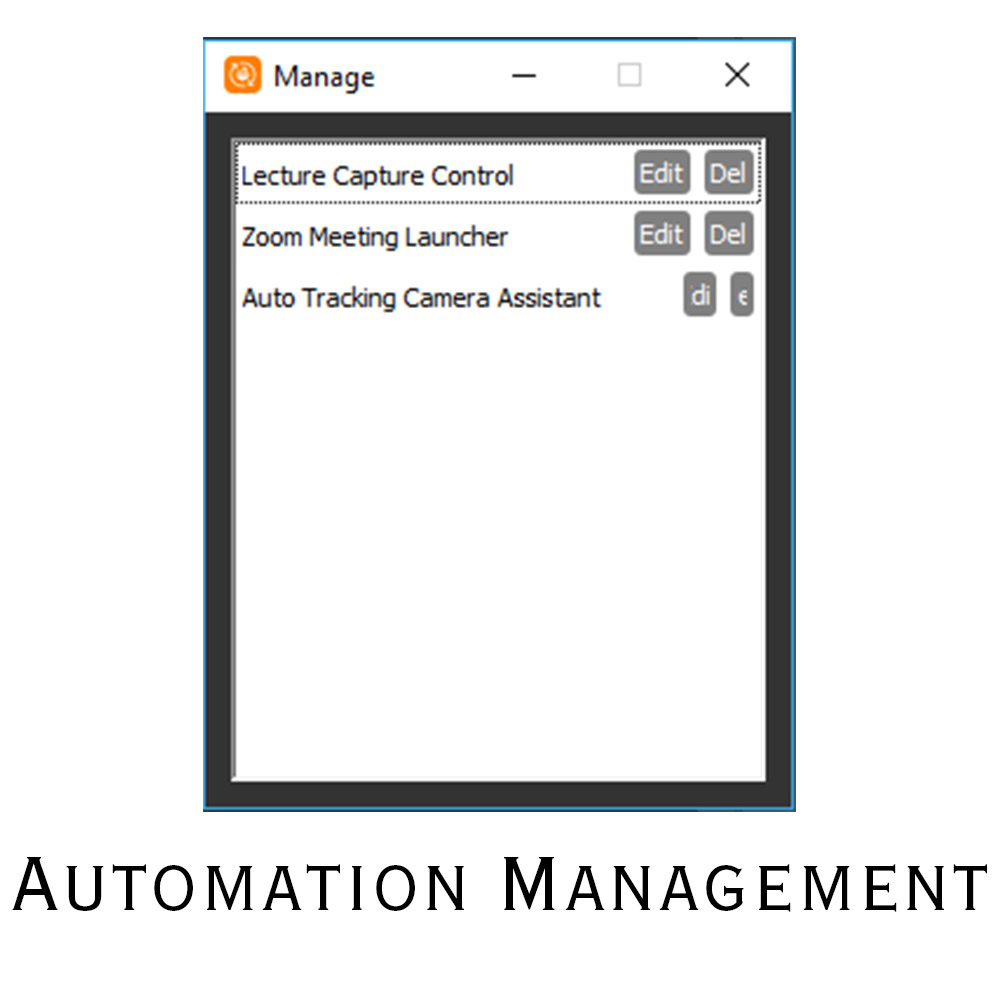 Manage
Lecture Capture Control Edit Del
Zoom Meeting Launcher Edit Del
Auto Tracking Camera Assistant di e
AUTOMATION MANAGEMENT